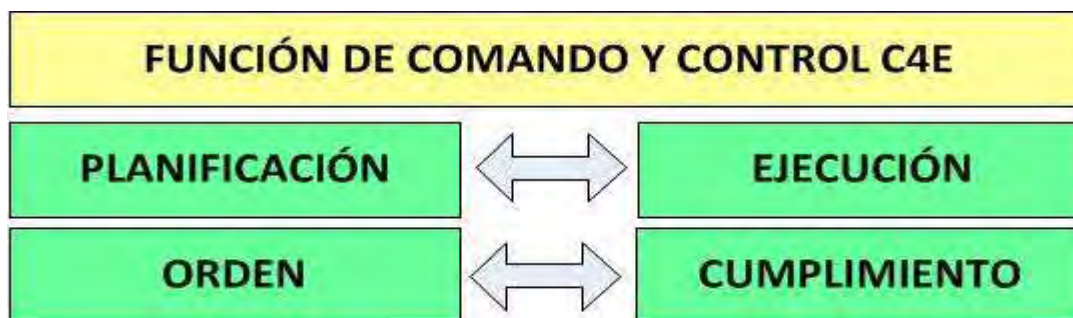 FUNCIÓN DE COMANDO Y CONTROL C4E
PLANIFICACIÓN
EJECUCIÓN
ORDEN
CUMPLIMIENTO